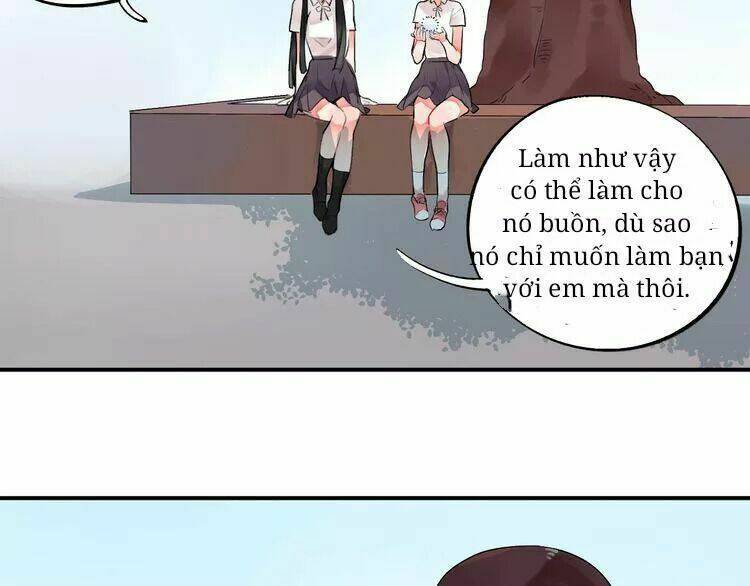 Làm như vậy
có thể làm cho
nó buồn, dù sao
nó chỉ muốn làm bạn
với em mà thôi.